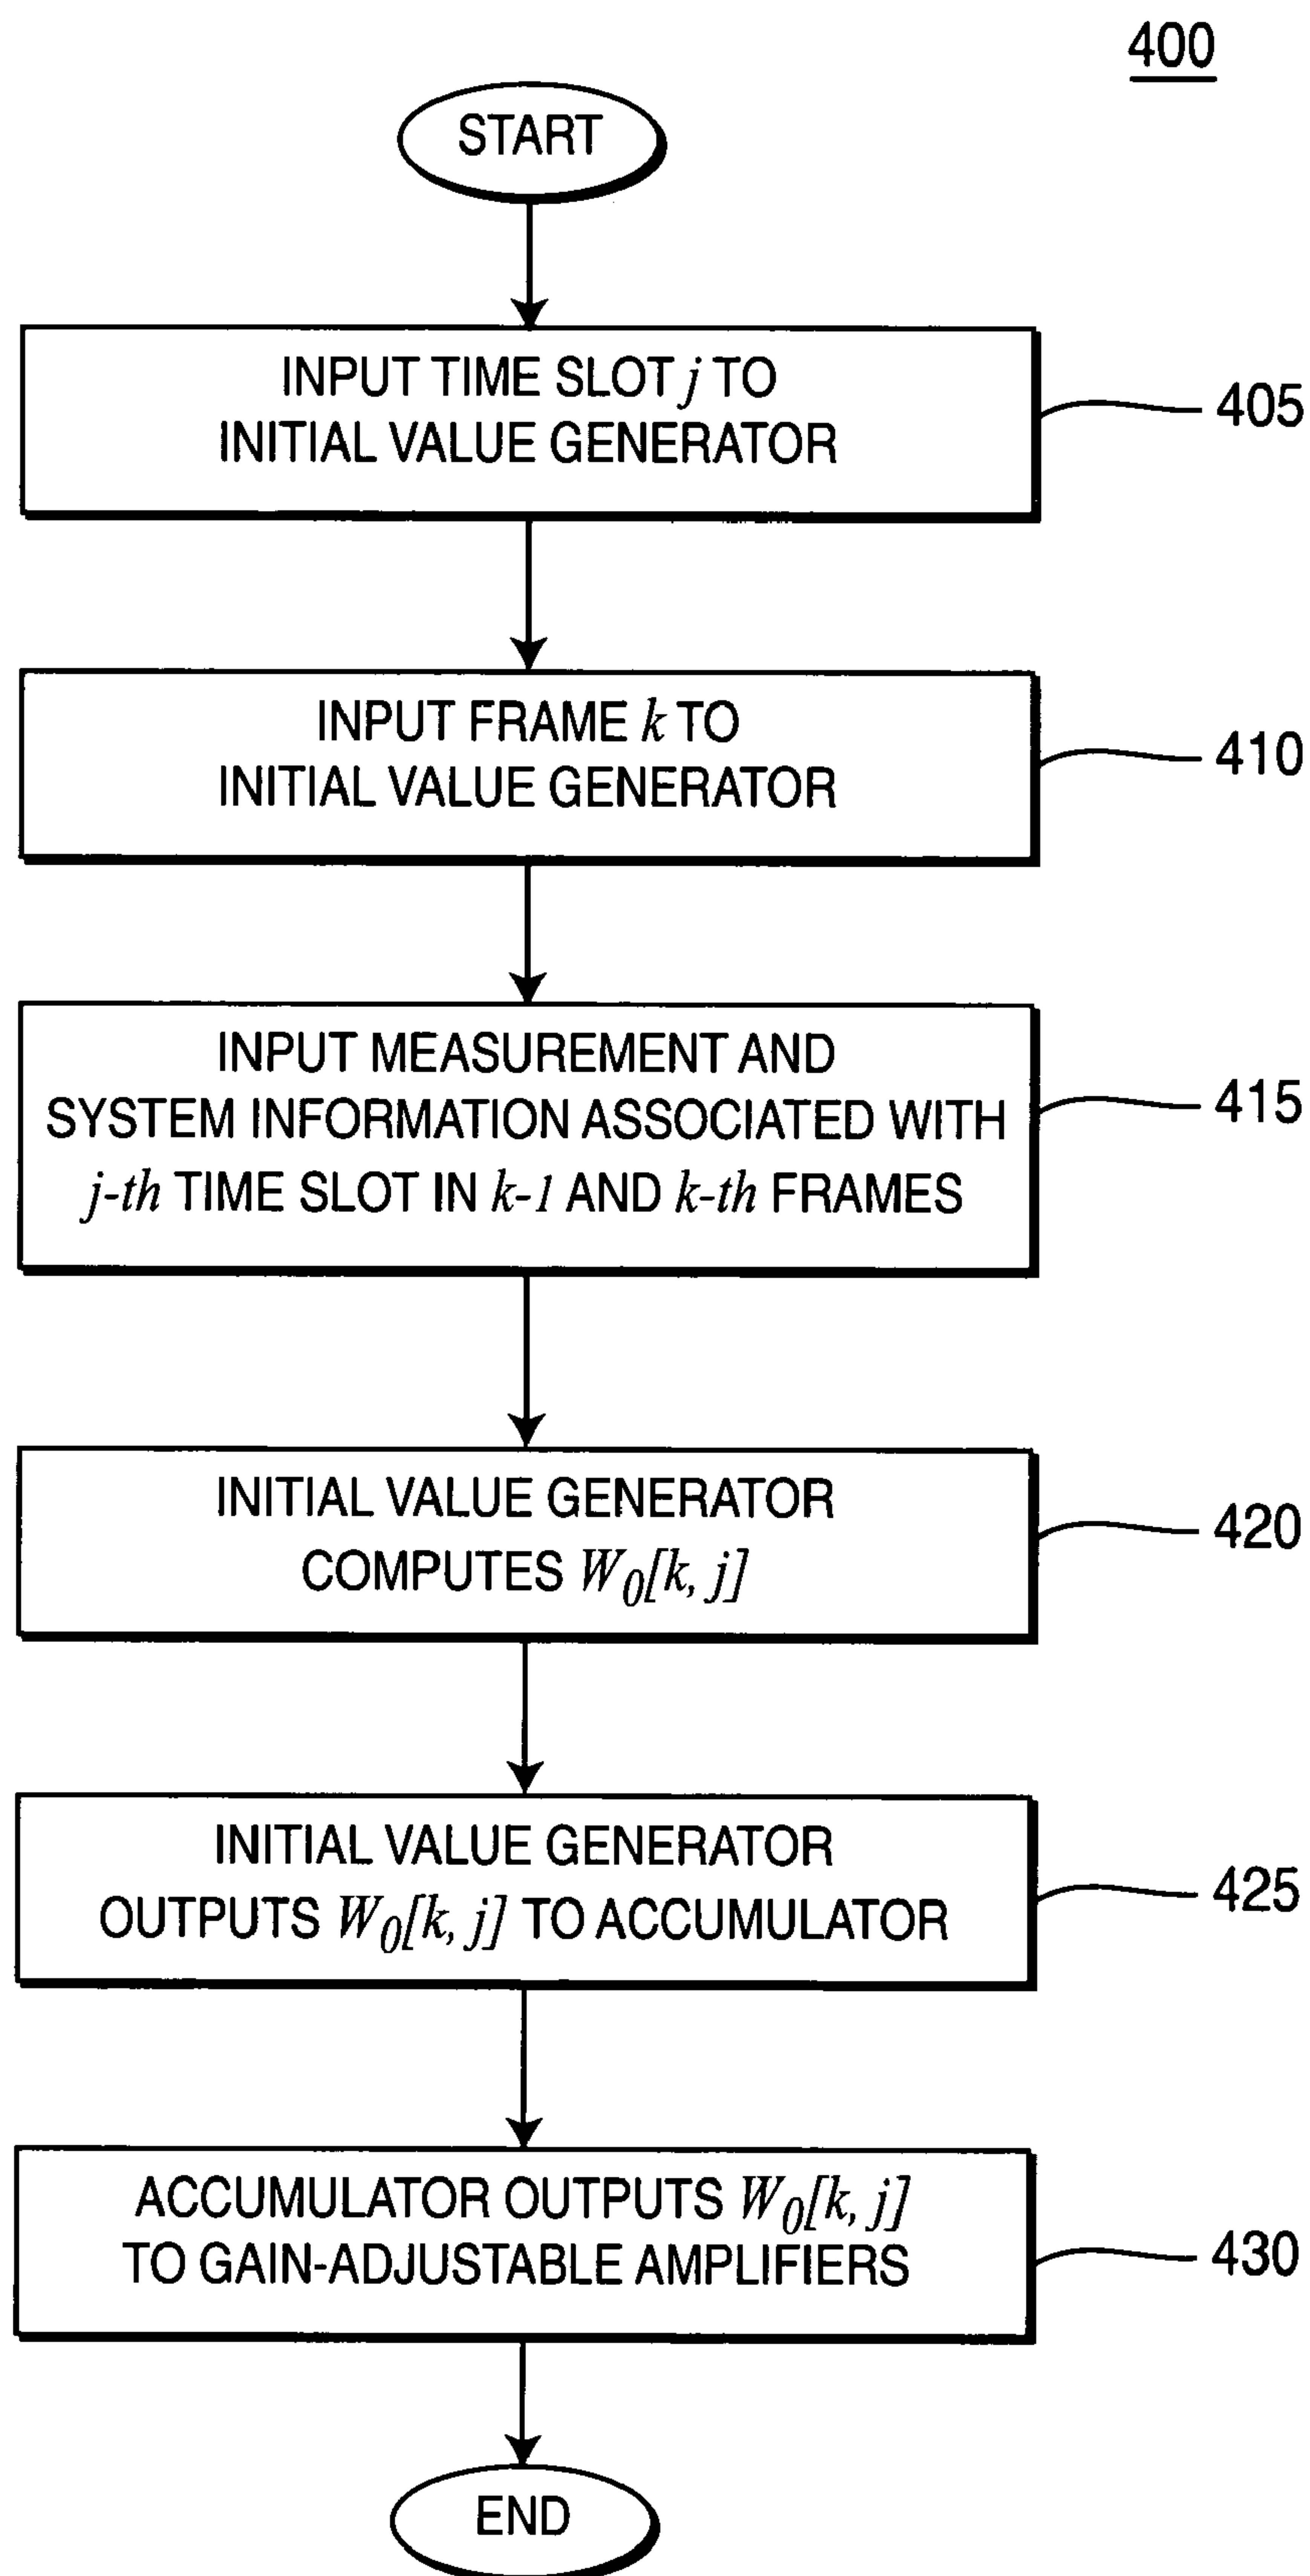 400
START
INPUT TIME SLOT j TO
INITIAL VALUE GENERATOR
405
INPUT FRAME k TO
INITIAL VALUE GENERATOR
410
INPUT MEASUREMENT AND
SYSTEM INFORMATION ASSOCIATED WITH
j-th TIME SLOT IN k-1 AND k-th FRAMES
415
INITIAL VALUE GENERATOR
COMPUTES W0[k, j]
420
INITIAL VALUE GENERATOR
OUTPUTS W0[k, j] TO ACCUMULATOR
425
ACCUMULATOR OUTPUTS W0[k, j]
TO GAIN-ADJUSTABLE AMPLIFIERS
430
END